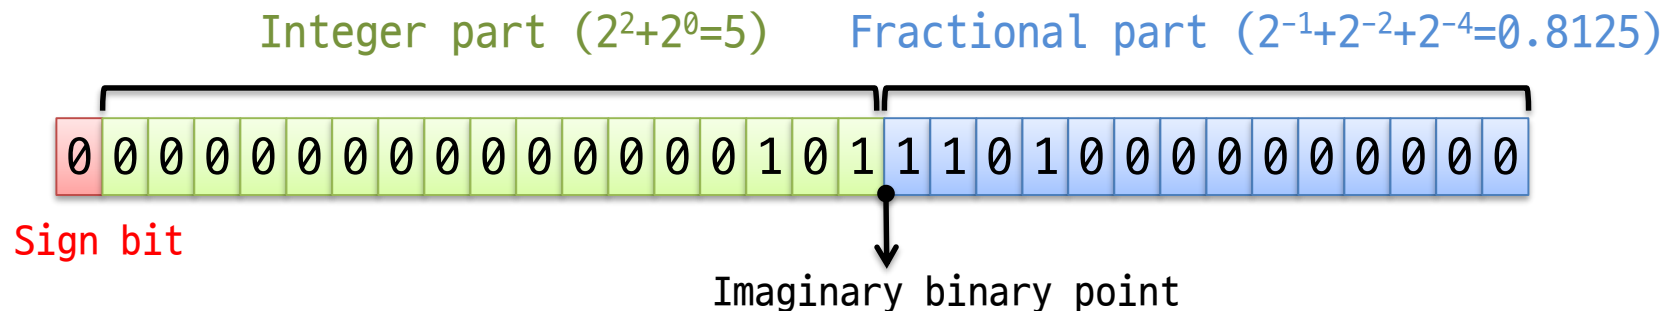 Integer part (2²+2⁰=5) Fractional part (2⁻¹+2⁻²+2⁻⁴=0.8125)
0 0 0 0 0 0 0 0 0 0 0 0 0 0 0 1 0 1 1 1 0 1 0 0 0 0 0 0 0 0 0 0
Sign bit
Imaginary binary point